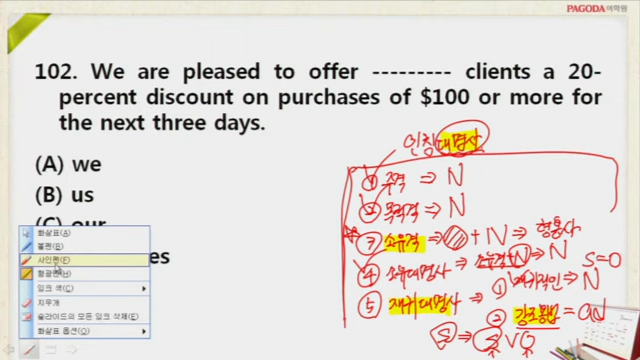 PAGODA어학원
102. We are pleased to offer --------- clients a 20-
percent discount on purchases of $100 or more for
the next three days.
(A) we
(B) us
(C) our
es
화살표(A)
볼펜(B)
사인펜(F)
형광펜(H)
잉크 색(C)
지우개
슬라이드의 모든 잉크 삭제(E)
화살표 옵션(O)
인칭대명사
① 주격 ⇒ N
② 목적격 ⇒ N
③ 소유격 ⇒ + N ⇒ 형용사
④ 소유대명사 ⇒ 소유격+N ⇒ N
S=O
⑤ 재귀대명사 ⇒ ① 재귀적인 ⇒ N
② 강조용법 =
S ⇒ S V O